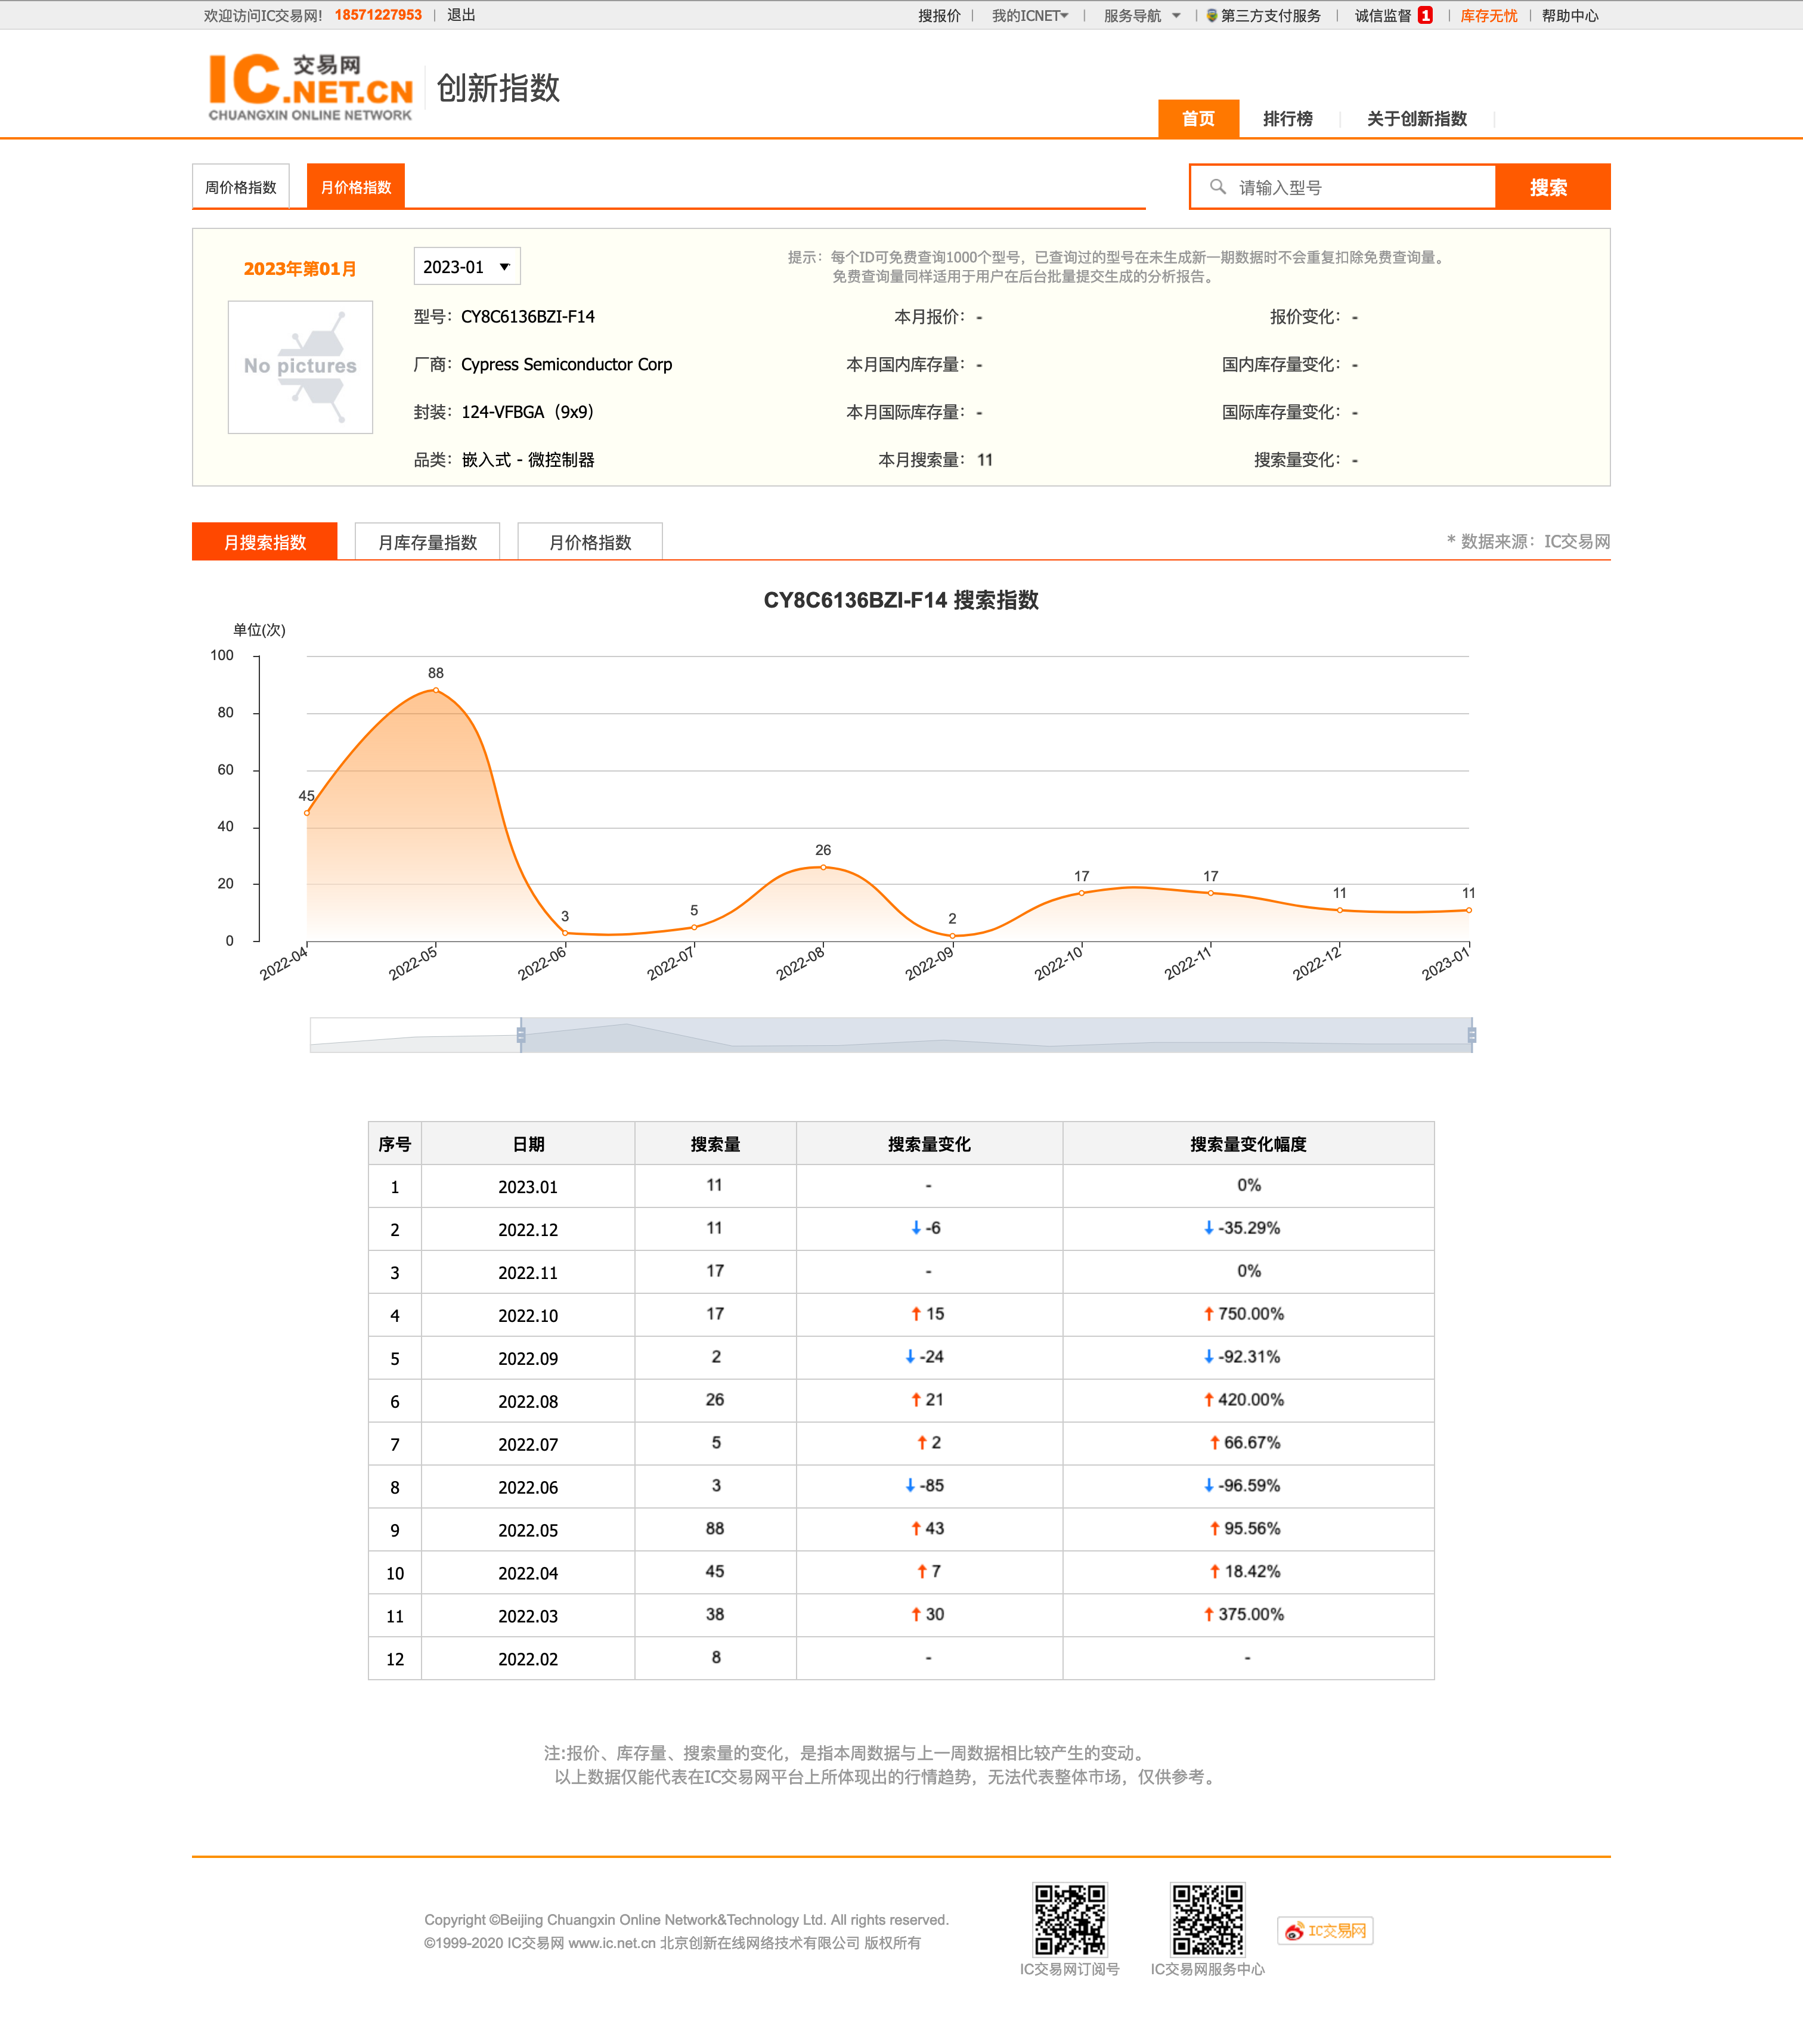 欢迎访问IC交易网! 18571227953 | 退出
搜报价 | 我的ICNET | 服务导航 | 第三方支付服务 | 诚信监督 1 | 库存无忧 | 帮助中心
IC交易网.NET.CN
CHUANGXIN ONLINE NETWORK
创新指数
首页 排行榜 关于创新指数
周价格指数 月价格指数
请输入型号 搜索
2023年第01月 2023-01
提示：每个ID可免费查询1000个型号，已查询过的型号在未生成新一期数据时不会重复扣除免费查询量。
免费查询量同样适用于用户在后台批量提交生成的分析报告。
No pictures
型号：CY8C6136BZI-F14 本月报价：- 报价变化：-
厂商：Cypress Semiconductor Corp 本月国内库存量：- 国内库存量变化：-
封装：124-VFBGA（9x9） 本月国际库存量：- 国际库存量变化：-
品类：嵌入式 - 微控制器 本月搜索量：11 搜索量变化：-
月搜索指数 月库存量指数 月价格指数
* 数据来源：IC交易网
CY8C6136BZI-F14 搜索指数
单位(次)
100
80
60
40
20
0
45 88 3 5 26 2 17 17 11 11
2022-04 2022-05 2022-06 2022-07 2022-08 2022-09 2022-10 2022-11 2022-12 2023-01
序号 日期 搜索量 搜索量变化 搜索量变化幅度
1 2023.01 11 - 0%
2 2022.12 11 ↓ -6 ↓ -35.29%
3 2022.11 17 - 0%
4 2022.10 17 ↑ 15 ↑ 750.00%
5 2022.09 2 ↓ -24 ↓ -92.31%
6 2022.08 26 ↑ 21 ↑ 420.00%
7 2022.07 5 ↑ 2 ↑ 66.67%
8 2022.06 3 ↓ -85 ↓ -96.59%
9 2022.05 88 ↑ 43 ↑ 95.56%
10 2022.04 45 ↑ 7 ↑ 18.42%
11 2022.03 38 ↑ 30 ↑ 375.00%
12 2022.02 8 - -
注:报价、库存量、搜索量的变化，是指本周数据与上一周数据相比较产生的变动。
以上数据仅能代表在IC交易网平台上所体现出的行情趋势，无法代表整体市场，仅供参考。
Copyright ©Beijing Chuangxin Online Network&Technology Ltd. All rights reserved.
©1999-2020 IC交易网 www.ic.net.cn 北京创新在线网络技术有限公司 版权所有
IC交易网订阅号
IC交易网服务中心
IC交易网